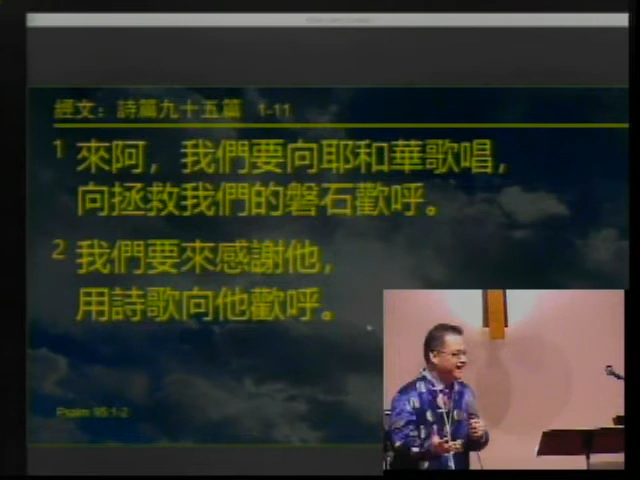 經文：詩篇九十五篇 1-11
1 來阿，我們要向耶和華歌唱，
向拯救我們的磐石歡呼。
2 我們要來感謝他，
用詩歌向他歡呼。
Psalm 95:1-2